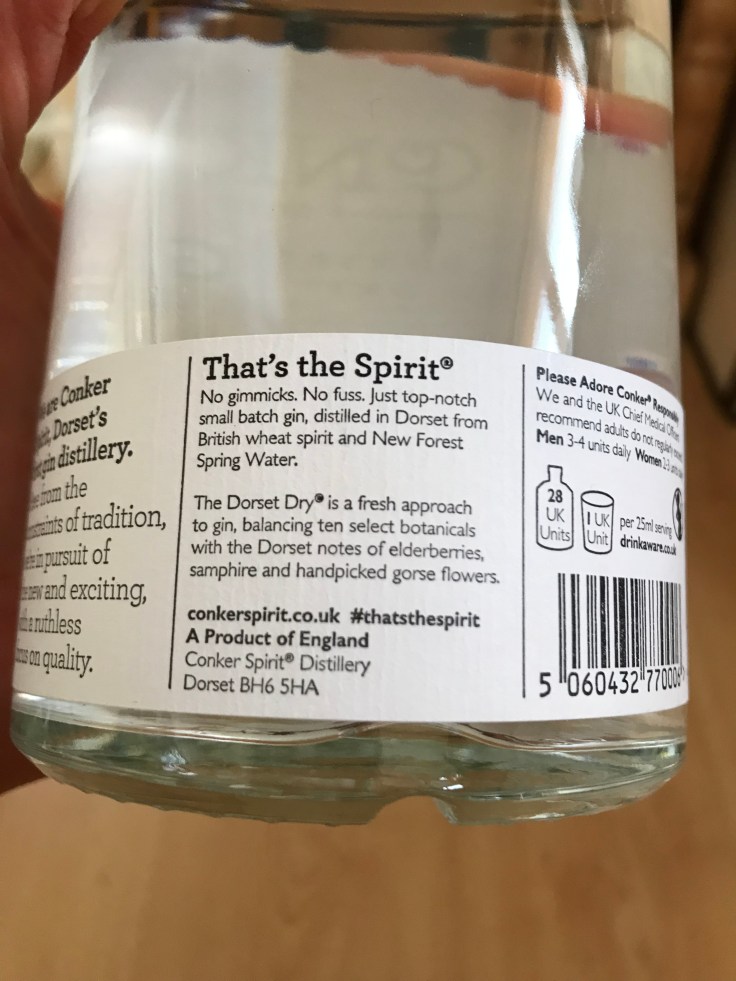 are Conker
Dorset's
gin distillery.
from the
of tradition,
in pursuit of
new and exciting,
a ruthless
on quality.
That's the Spirit®
No gimmicks. No fuss. Just top-notch
small batch gin, distilled in Dorset from
British wheat spirit and New Forest
Spring Water.
The Dorset Dry® is a fresh approach
to gin, balancing ten select botanicals
with the Dorset notes of elderberries,
samphire and handpicked gorse flowers.
conkerspirit.co.uk #thatsthespirit
A Product of England
Conker Spirit® Distillery
Dorset BH6 5HA
Please Adore Conker®
We and the UK Chief Medical
recommend adults do not regularly
Men 3-4 units daily Women 2-3
28
UK
Units
1 UK
Unit
per 25ml serving
drinkaware.co.uk
5 060432 770006